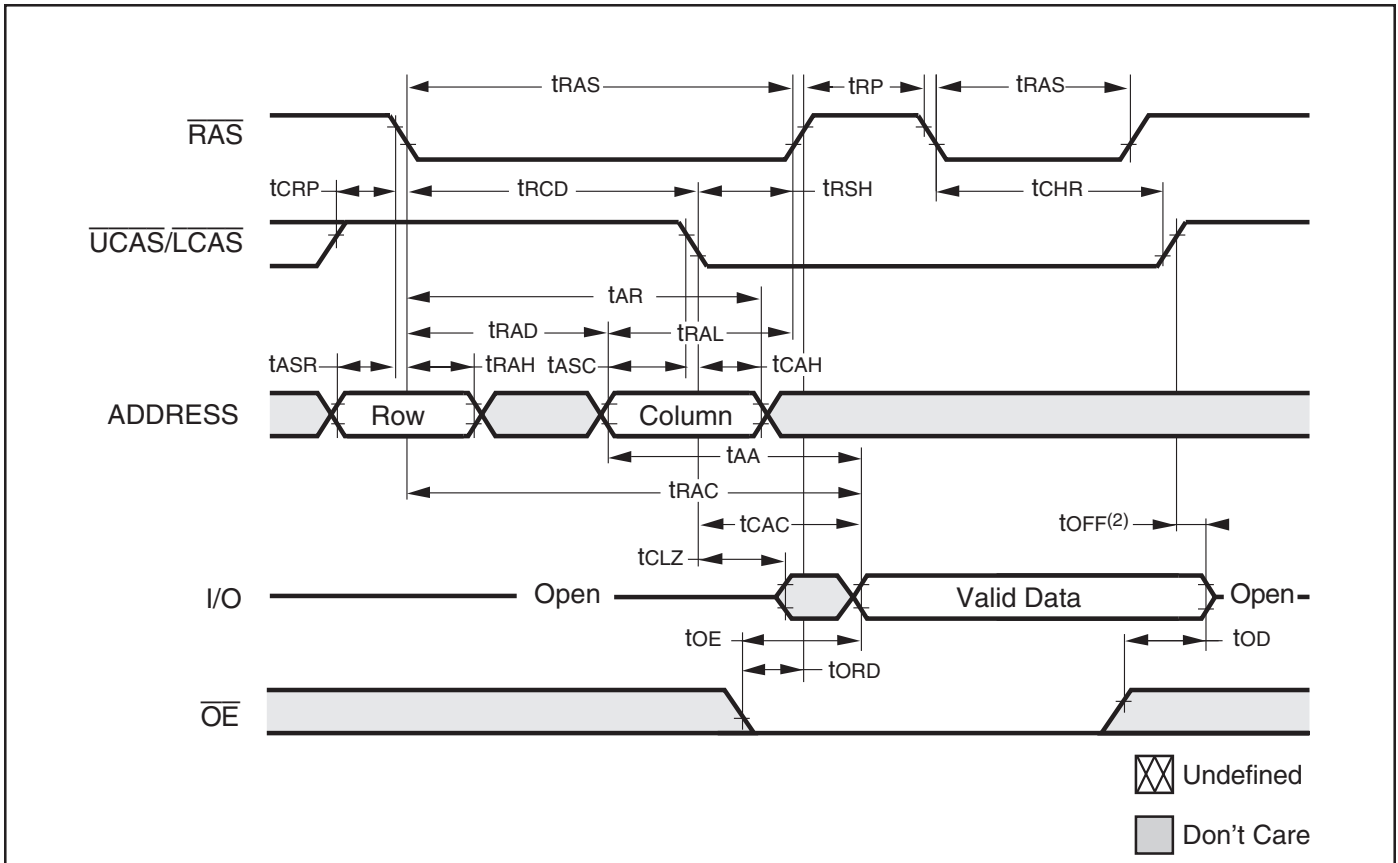 tRAS tRP tRAS
RAS
tCRP tRCD tRSH tCHR
UCAS/LCAS
tAR
tRAD tRAL
tASR tRAH tASC tCAH
ADDRESS Row Column
tAA
tRAC
tCAC tOFF(2)
tCLZ
I/O Open Valid Data Open
tOE tOD
tORD
OE
Undefined
Don't Care